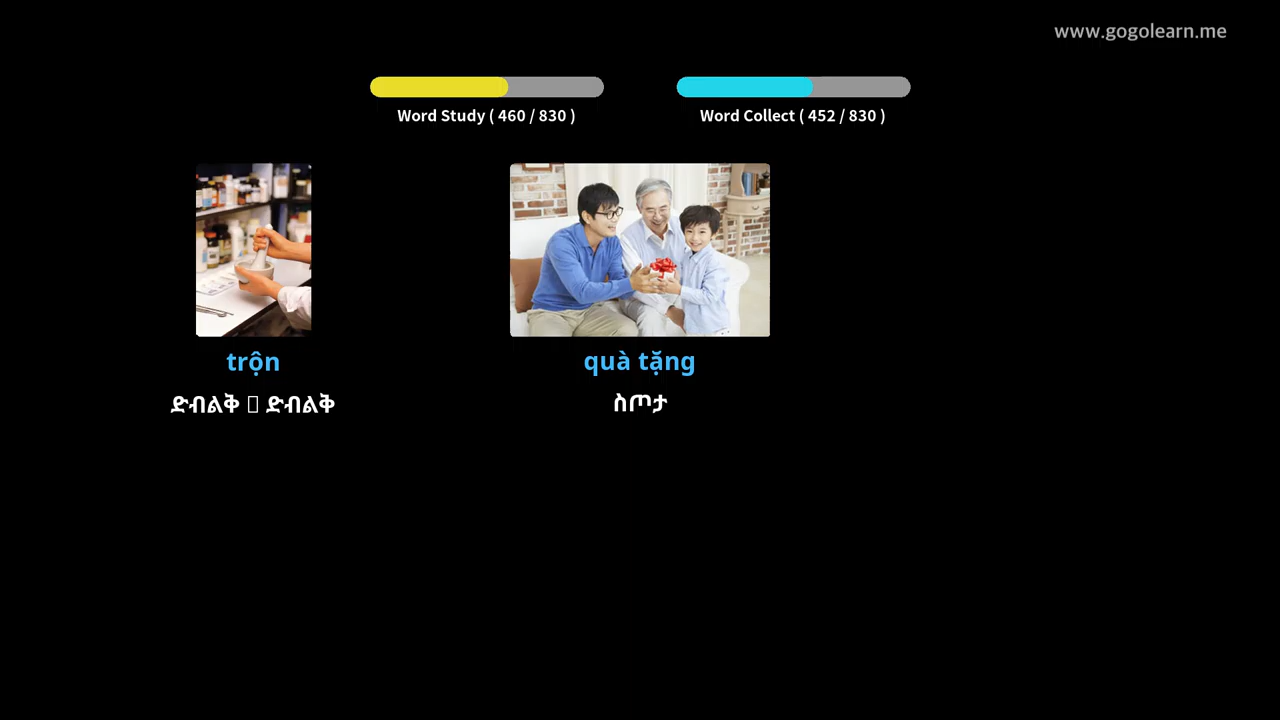 www.gogolearn.me
Word Study ( 460 / 830 )
Word Collect ( 452 / 830 )
trộn
quà tặng
ድብልቅ ▯ ድብልቅ
ስጦታ